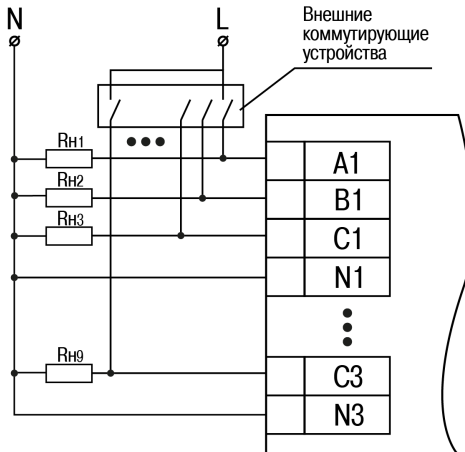 N
L
Внешние
коммутирующие
устройства
Rн1
Rн2
Rн3
Rн9
A1
B1
C1
N1
C3
N3